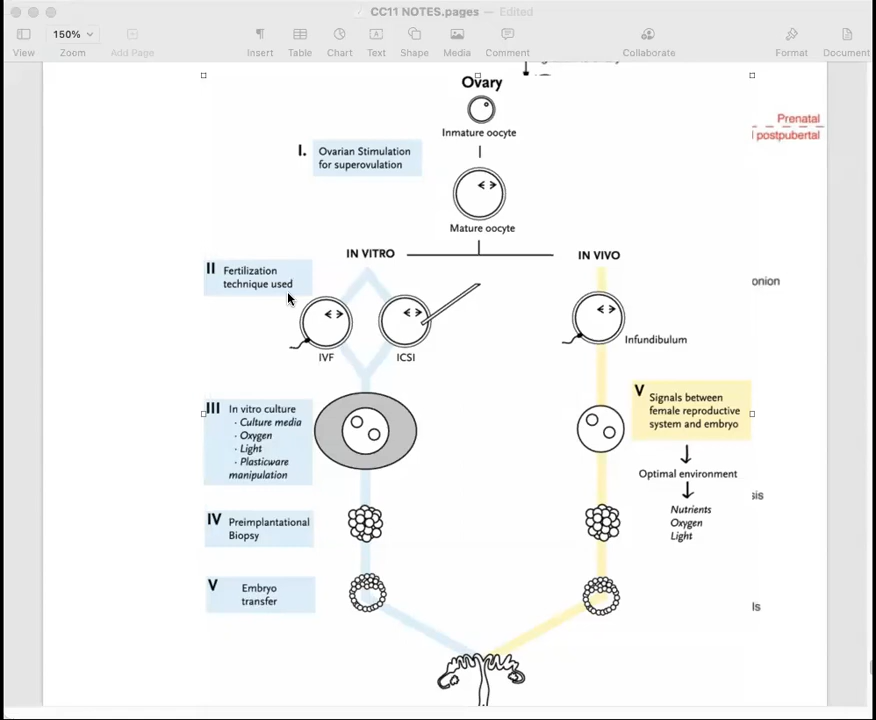 CC11 NOTES.pages — Edited
150%
View
Zoom
Add Page
Insert
Table
Chart
Text
Shape
Media
Comment
Collaborate
Format
Document
Ovary
Inmature oocyte
Prenatal
postpubertal
I.
Ovarian Stimulation
for superovulation
Mature oocyte
IN VITRO
IN VIVO
II
Fertilization
technique used
onion
IVF
ICSI
Infundibulum
III
In vitro culture
· Culture media
· Oxygen
· Light
· Plasticware
manipulation
V
Signals between
female reproductive
system and embryo
Optimal environment
Nutrients
Oxygen
Light
sis
IV
Preimplantational
Biopsy
V
Embryo
transfer
ls